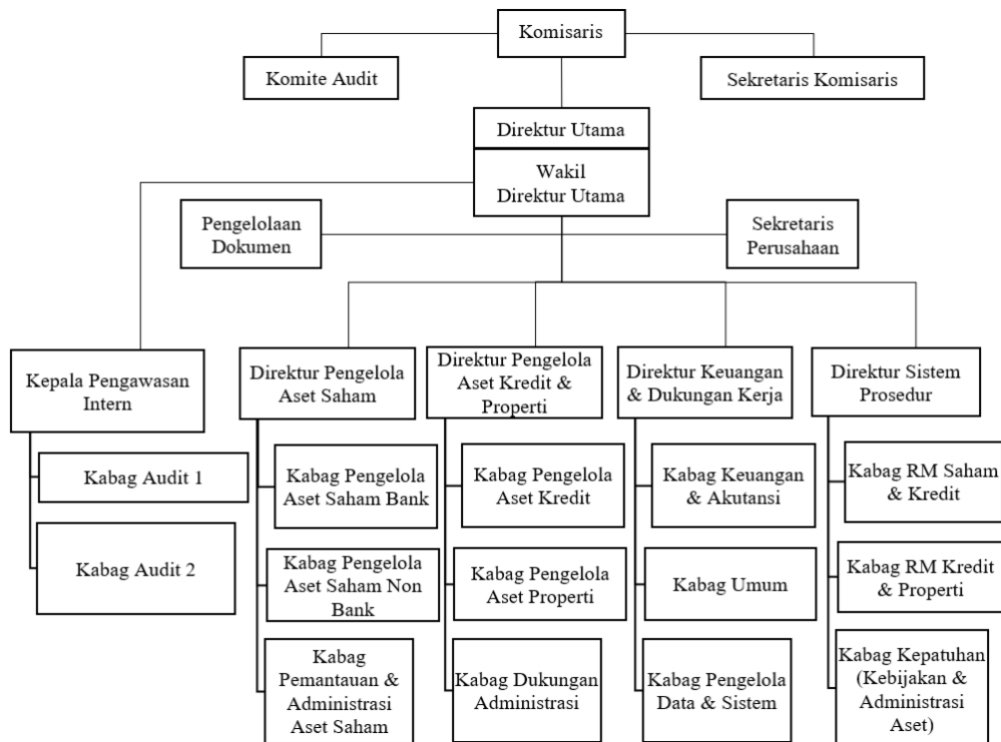 Komisaris
Komite Audit
Sekretaris Komisaris
Direktur Utama
Wakil
Direktur Utama
Pengelolaan
Dokumen
Sekretaris
Perusahaan
Kepala Pengawasan
Intern
Direktur Pengelola
Aset Saham
Direktur Pengelola
Aset Kredit &
Properti
Direktur Keuangan
& Dukungan Kerja
Direktur Sistem
Prosedur
Kabag Audit 1
Kabag Audit 2
Kabag Pengelola
Aset Saham Bank
Kabag Pengelola
Aset Saham Non
Bank
Kabag
Pemantauan &
Administrasi
Aset Saham
Kabag Pengelola
Aset Kredit
Kabag Pengelola
Aset Properti
Kabag Dukungan
Administrasi
Kabag Keuangan
& Akutansi
Kabag Umum
Kabag Pengelola
Data & Sistem
Kabag RM Saham
& Kredit
Kabag RM Kredit
& Properti
Kabag Kepatuhan
(Kebijakan &
Administrasi
Aset)